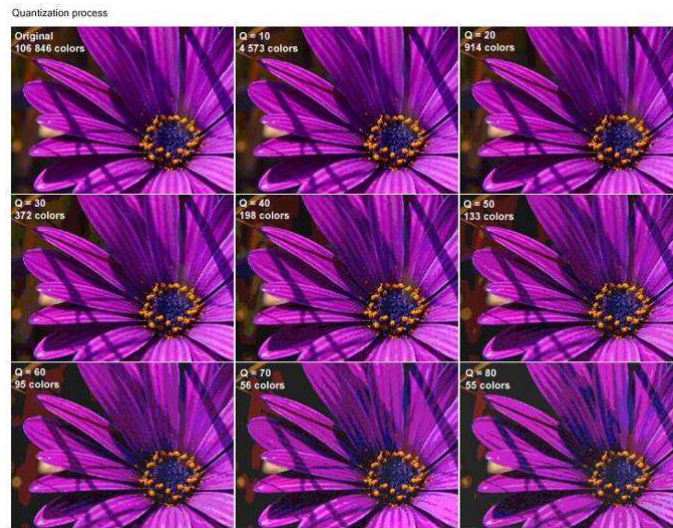 Quantization process
Original
106 846 colors
Q = 10
4 573 colors
Q = 20
914 colors
Q = 30
372 colors
Q = 40
198 colors
Q = 50
133 colors
Q = 60
95 colors
Q = 70
56 colors
Q = 80
55 colors